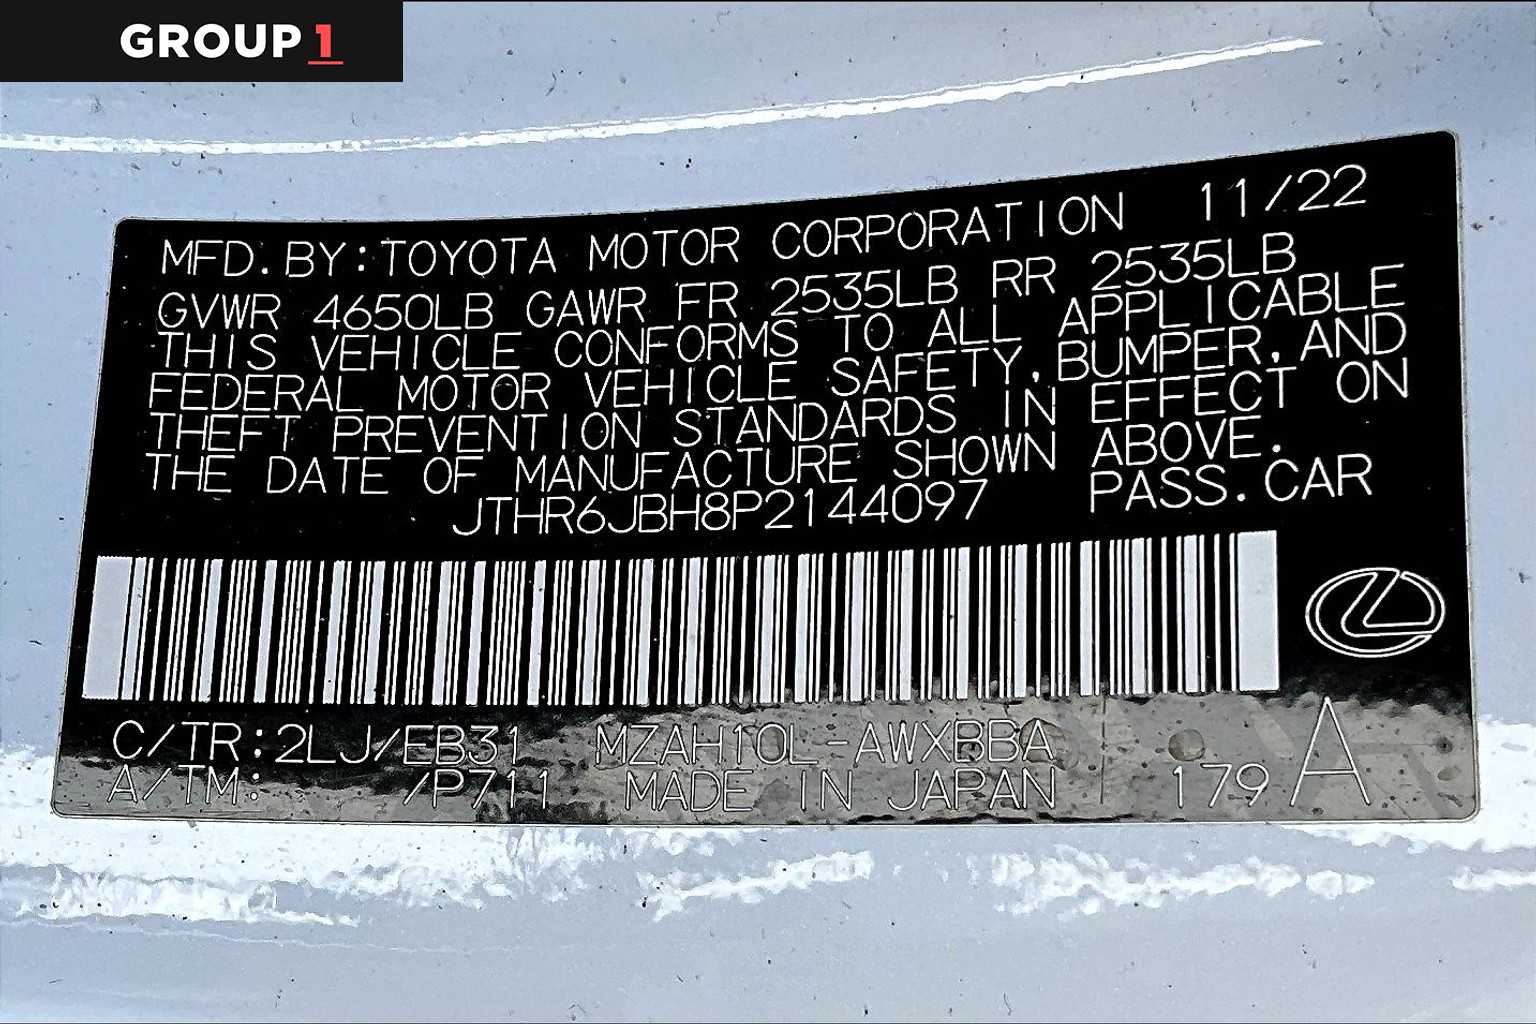 GROUP 1
MFD. BY: TOYOTA MOTOR CORPORATION 11/22
GVWR 4650LB GAWR FR 2535LB RR 2535LB
THIS VEHICLE CONFORMS TO ALL APPLICABLE
FEDERAL MOTOR VEHICLE SAFETY, BUMPER, AND
THEFT PREVENTION STANDARDS IN EFFECT ON
THE DATE OF MANUFACTURE SHOWN ABOVE.
JTHR6JBH8P2144097 PASS. CAR
C/TR: 2LJ/EB31 MZAH10L-AWXBBA
A/TM: /P711 MADE IN JAPAN 179 A